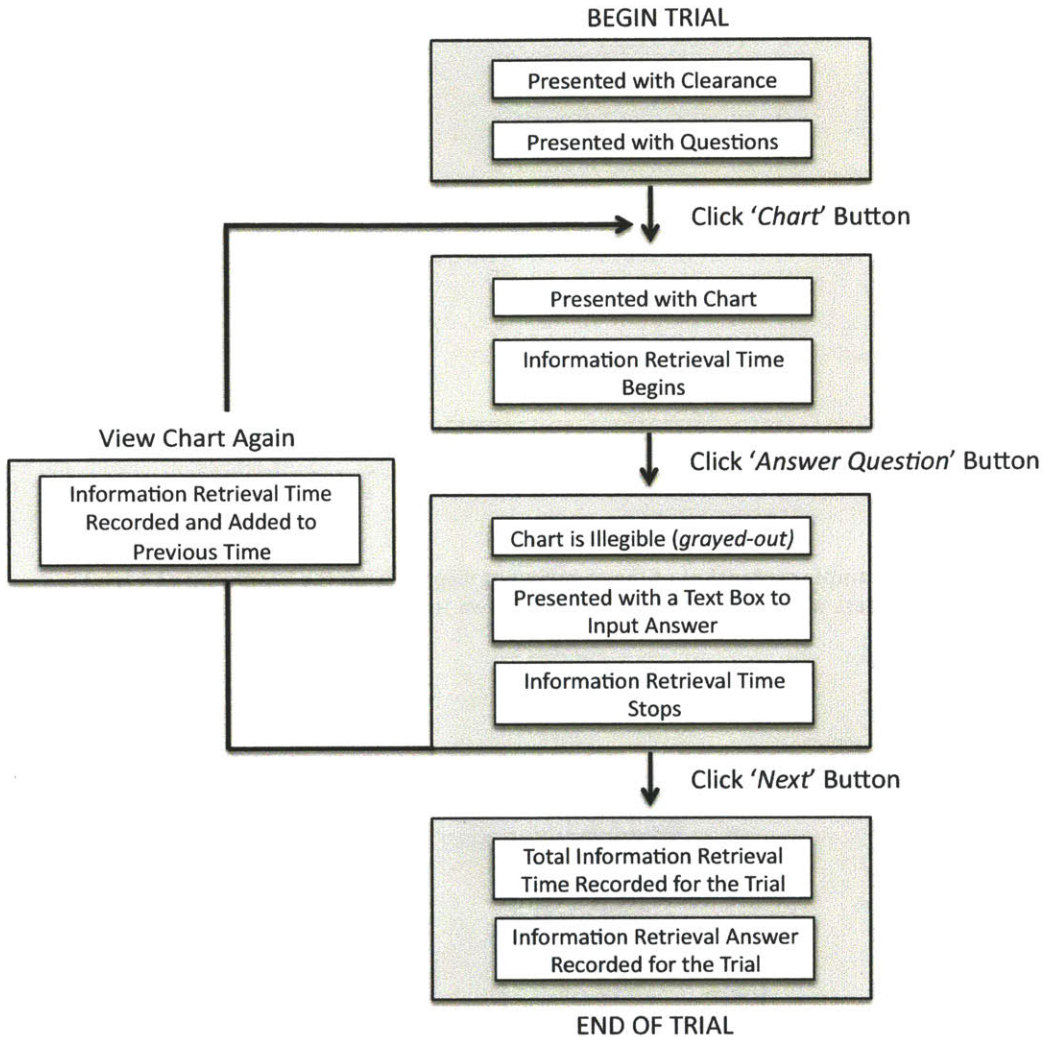 BEGIN TRIAL
Presented with Clearance
Presented with Questions
Click ‘Chart’ Button
Presented with Chart
Information Retrieval Time
Begins
View Chart Again
Information Retrieval Time
Recorded and Added to
Previous Time
Click ‘Answer Question’ Button
Chart is Illegible (grayed-out)
Presented with a Text Box to
Input Answer
Information Retrieval Time
Stops
Click ‘Next’ Button
Total Information Retrieval
Time Recorded for the Trial
Information Retrieval Answer
Recorded for the Trial
END OF TRIAL